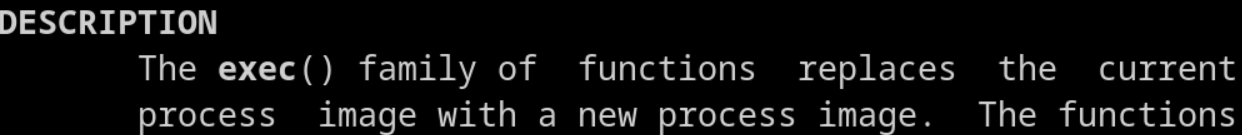 DESCRIPTION
The exec() family of functions replaces the current
process image with a new process image. The functions